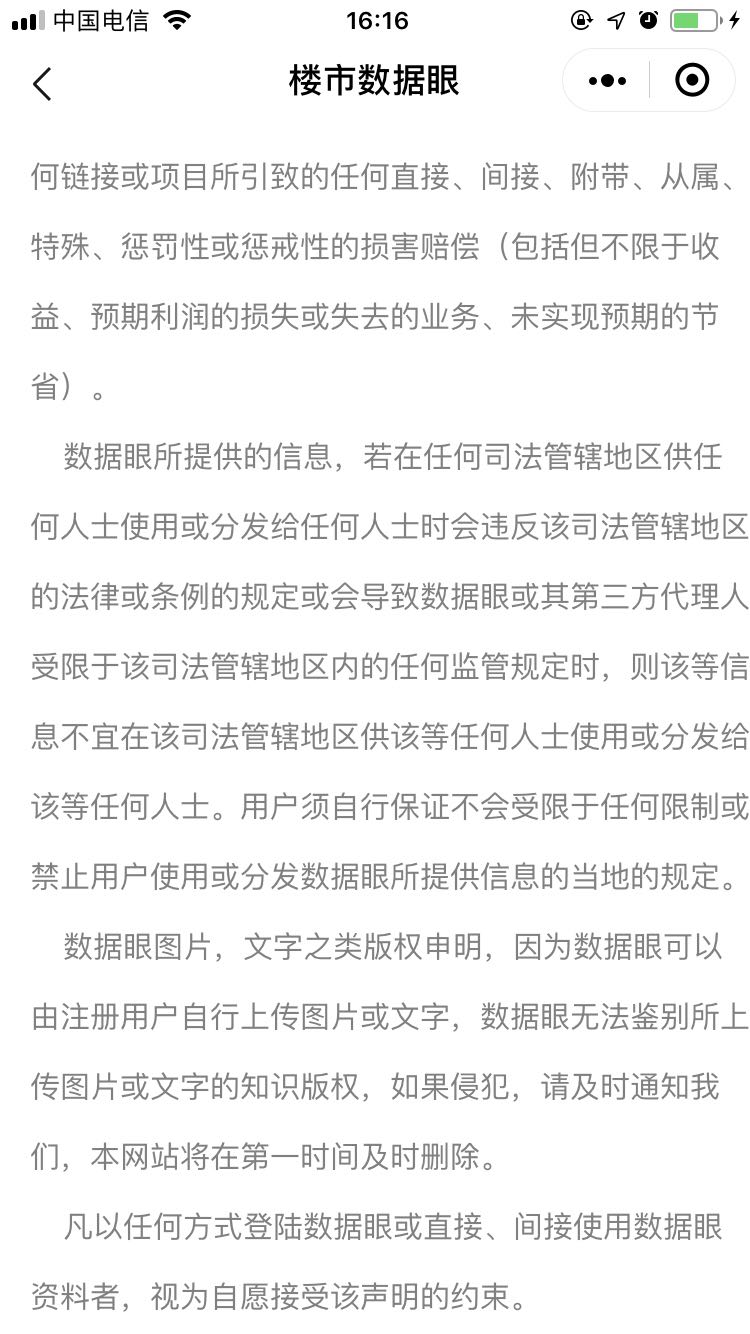 中国电信
16:16
楼市数据眼
何链接或项目所引致的任何直接、间接、附带、从属、
特殊、惩罚性或惩戒性的损害赔偿（包括但不限于收
益、预期利润的损失或失去的业务、未实现预期的节
省）。
数据眼所提供的信息，若在任何司法管辖地区供任
何人士使用或分发给任何人士时会违反该司法管辖地区
的法律或条例的规定或会导致数据眼或其第三方代理人
受限于该司法管辖地区内的任何监管规定时，则该等信
息不宜在该司法管辖地区供该等任何人士使用或分发给
该等任何人士。用户须自行保证不会受限于任何限制或
禁止用户使用或分发数据眼所提供信息的当地的规定。
数据眼图片，文字之类版权申明，因为数据眼可以
由注册用户自行上传图片或文字，数据眼无法鉴别所上
传图片或文字的知识版权，如果侵犯，请及时通知我
们，本网站将在第一时间及时删除。
凡以任何方式登陆数据眼或直接、间接使用数据眼
资料者，视为自愿接受该声明的约束。